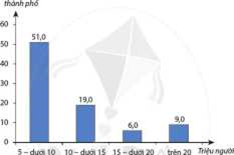 thành phố
60
50
40
30
20
10
0
51,0
19,0
6,0
9,0
5 – dưới 10
10 – dưới 15
15 – dưới 20
trên 20
Triệu người